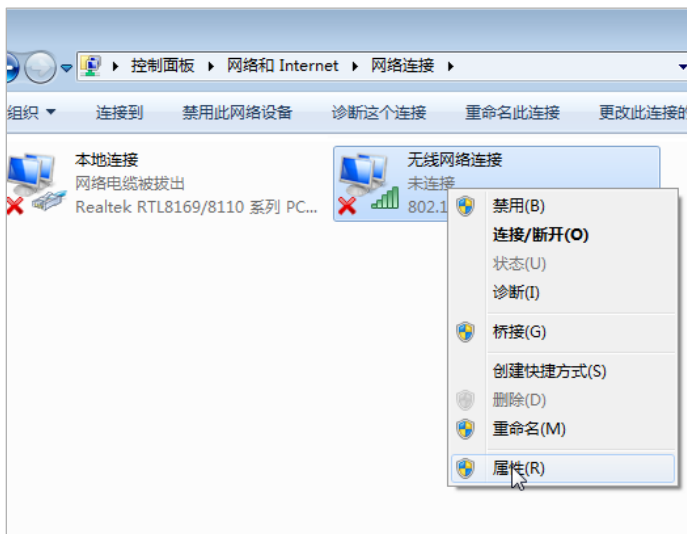 控制面板 网络和 Internet 网络连接
组织 连接到 禁用此网络设备 诊断这个连接 重命名此连接 更改此连接的
本地连接
网络电缆被拔出
Realtek RTL8169/8110 系列 PC...
无线网络连接
未连接
802.1
禁用(B)
连接/断开(O)
状态(U)
诊断(I)
桥接(G)
创建快捷方式(S)
删除(D)
重命名(M)
属性(R)